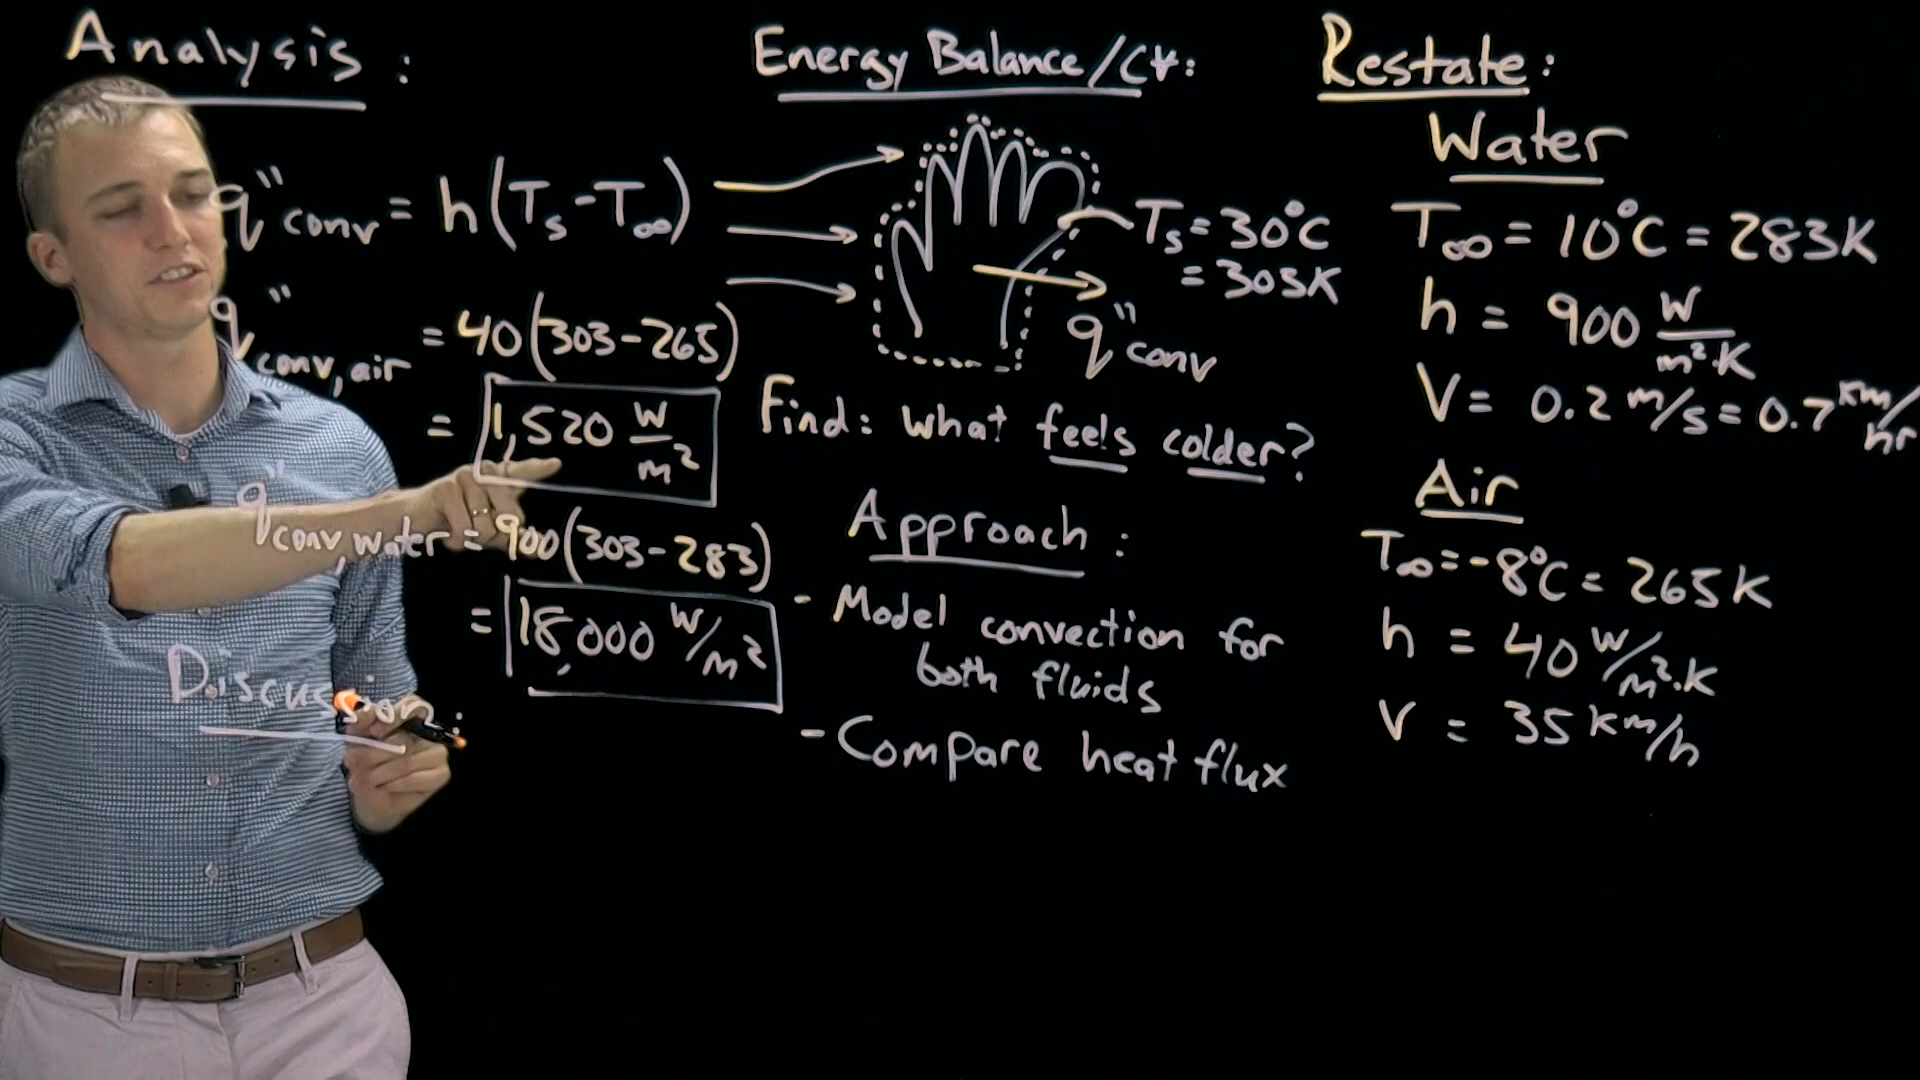 Analysis:
q"conv = h(Ts-T∞)
q"conv,air = 40(303-265)
= 1,520 W/m²
q"conv,water = 900(303-283)
= 18,000 W/m²
Discussion:
Energy Balance/CV:
Ts = 30°C
= 303K
q"conv
Find: what feels colder?
Approach:
- Model convection for
both fluids
- Compare heat flux
Restate:
Water
T∞ = 10°C = 283K
h = 900 W/m²·K
V = 0.2 m/s = 0.7 km/hr
Air
T∞ = -8°C = 265K
h = 40 W/m²·K
V = 35 km/h